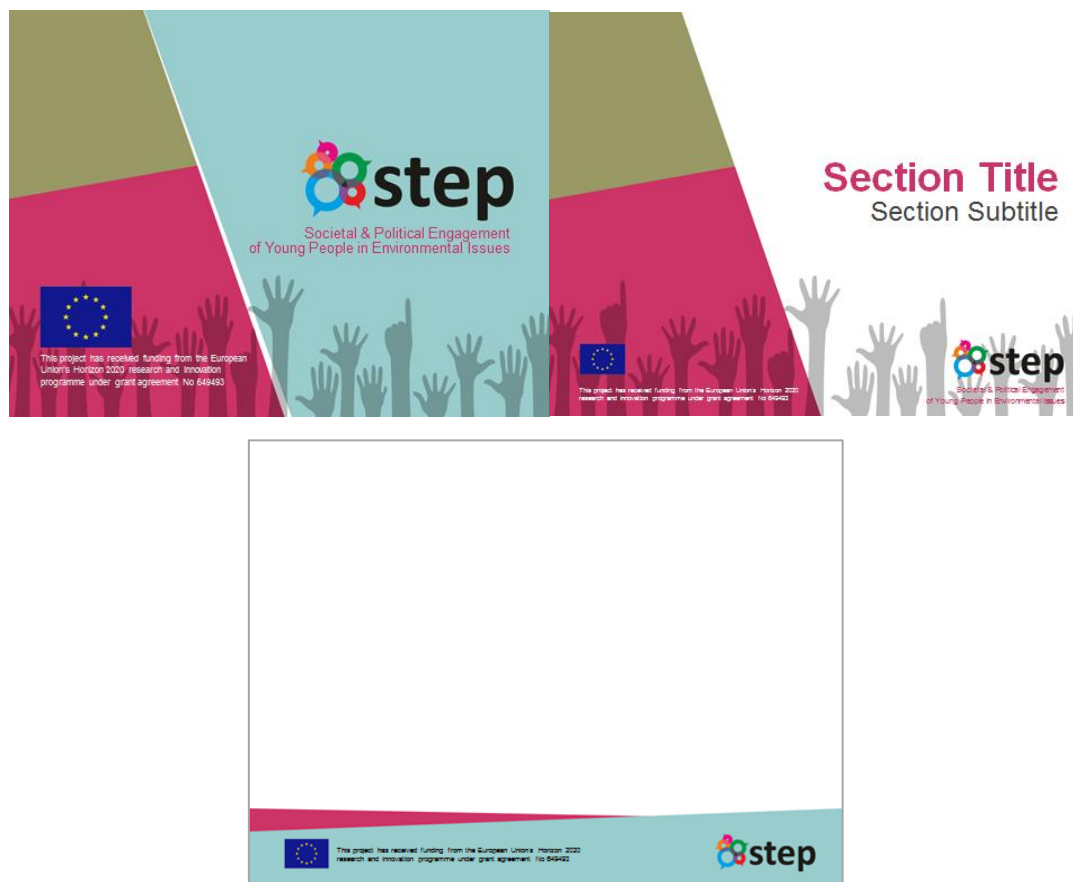 step
Societal & Political Engagement
of Young People in Environmental Issues
This project has received funding from the European
Union's Horizon 2020 research and innovation
programme under grant agreement No 649493
Section Title
Section Subtitle
step
Societal & Political Engagement
of Young People in Environmental Issues
This project has received funding from the European Union's Horizon 2020
research and innovation programme under grant agreement No 649493
This project has received funding from the European Union's Horizon 2020
research and innovation programme under grant agreement No 649493
step